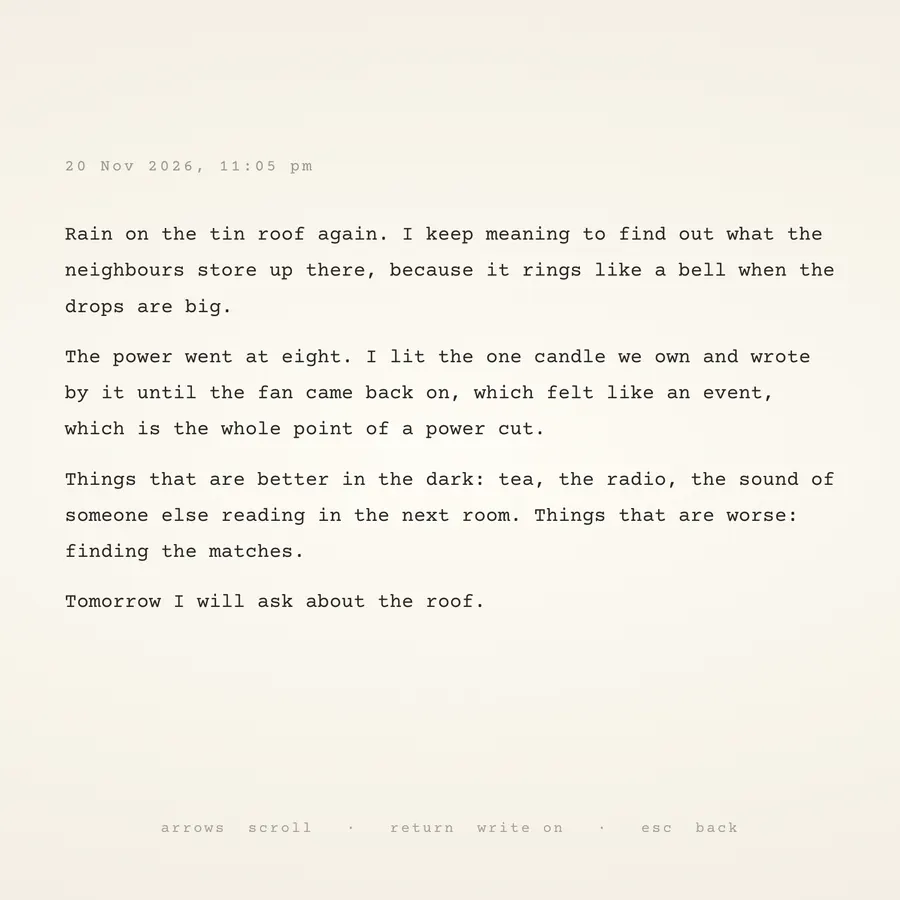 20 Nov 2026, 11:05 pm
Rain on the tin roof again. I keep meaning to find out what the
neighbours store up there, because it rings like a bell when the
drops are big.
The power went at eight. I lit the one candle we own and wrote
by it until the fan came back on, which felt like an event,
which is the whole point of a power cut.
Things that are better in the dark: tea, the radio, the sound of
someone else reading in the next room. Things that are worse:
finding the matches.
Tomorrow I will ask about the roof.
arrows scroll · return write on · esc back